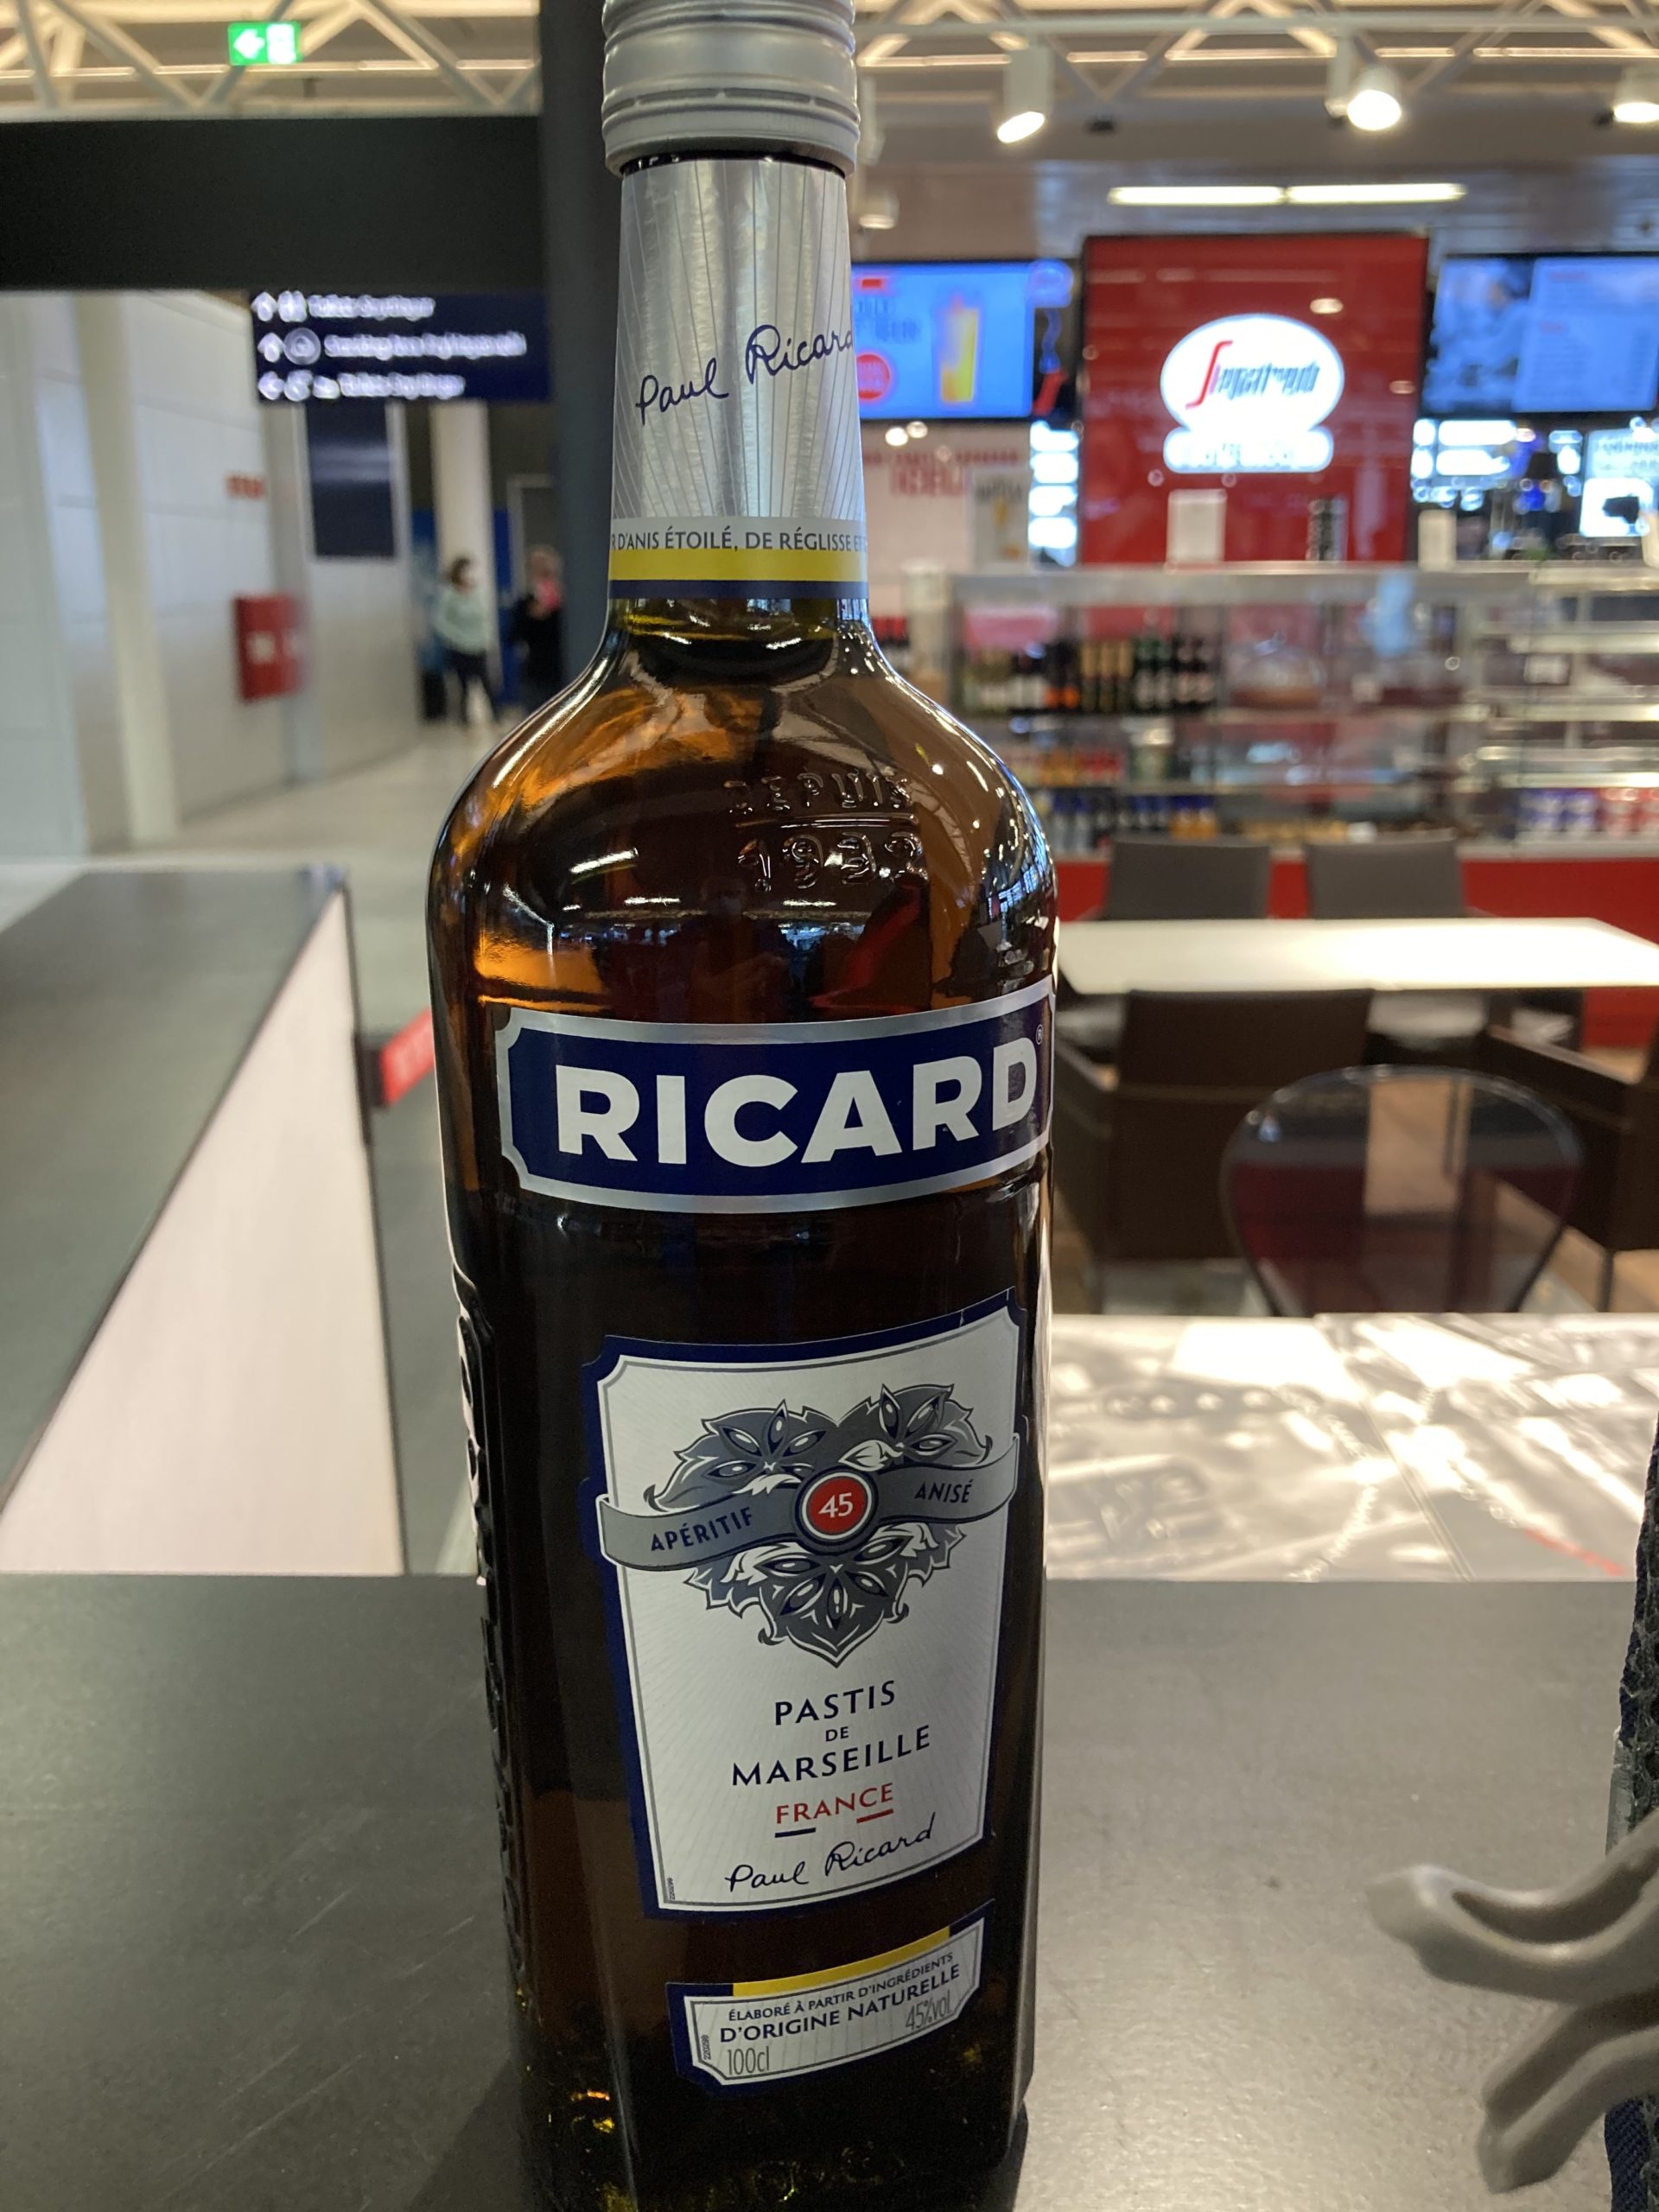 Paul Ricard
D'ANIS ÉTOILÉ, DE RÉGLISSE
DEPUIS
1932
RICARD®
APÉRITIF 45 ANISÉ
PASTIS
DE
MARSEILLE
FRANCE
Paul Ricard
ÉLABORÉ À PARTIR D'INGRÉDIENTS
D'ORIGINE NATURELLE
100cl 45%vol
Segafredo